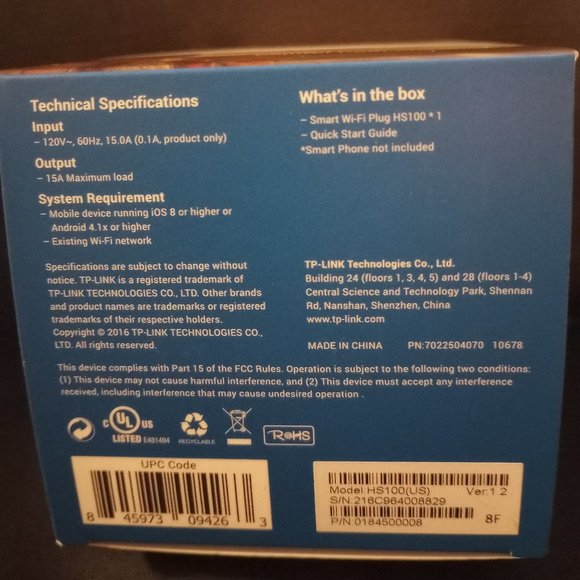 Technical Specifications
Input
– 120V~, 60Hz, 15.0A (0.1A, product only)
Output
– 15A Maximum load
System Requirement
– Mobile device running iOS 8 or higher or
Android 4.1x or higher
– Existing Wi-Fi network
What's in the box
– Smart Wi-Fi Plug HS100 * 1
– Quick Start Guide
*Smart Phone not included
Specifications are subject to change without
notice. TP-LINK is a registered trademark of
TP-LINK TECHNOLOGIES CO., LTD. Other brands
and product names are trademarks or registered
trademarks of their respective holders.
Copyright © 2016 TP-LINK TECHNOLOGIES CO.,
LTD. All rights reserved.
TP-LINK Technologies Co., Ltd.
Building 24 (floors 1, 3, 4, 5) and 28 (floors 1-4)
Central Science and Technology Park, Shennan
Rd, Nanshan, Shenzhen, China
www.tp-link.com
MADE IN CHINA PN:7022504070 10678
This device complies with Part 15 of the FCC Rules. Operation is subject to the following two conditions:
(1) This device may not cause harmful interference, and (2) This device must accept any interference
received, including interference that may cause undesired operation .
c UL US
LISTED E481494
RECYCLABLE
RoHS
UPC Code
8 45973 09426 3
Model HS100(US) Ver:1 2
S/N.216C964008829
P/N.0184500008 8F